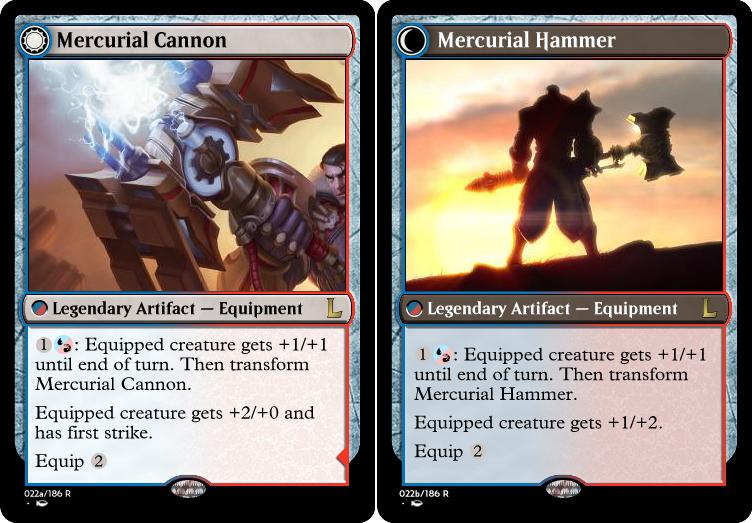 Mercurial Cannon
Legendary Artifact — Equipment
L
1 : Equipped creature gets +1/+1
until end of turn. Then transform
Mercurial Cannon.
Equipped creature gets +2/+0 and
has first strike.
Equip 2
022a/186 R
Mercurial Hammer
Legendary Artifact — Equipment
L
1 : Equipped creature gets +1/+1
until end of turn. Then transform
Mercurial Hammer.
Equipped creature gets +1/+2.
Equip 2
022b/186 R